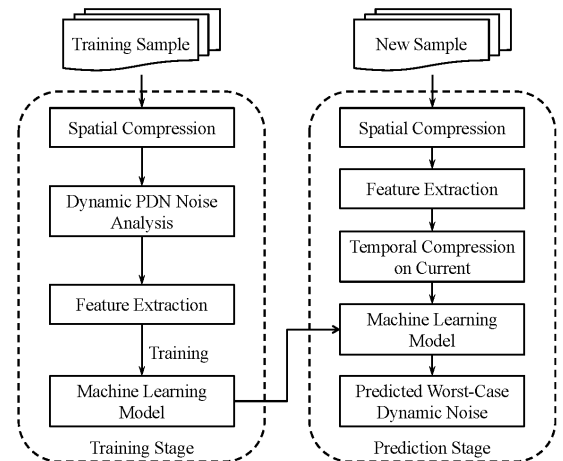 Training Sample
Spatial Compression
Dynamic PDN Noise
Analysis
Feature Extraction
Training
Machine Learning
Model
Training Stage
New Sample
Spatial Compression
Feature Extraction
Temporal Compression
on Current
Machine Learning
Model
Predicted Worst-Case
Dynamic Noise
Prediction Stage